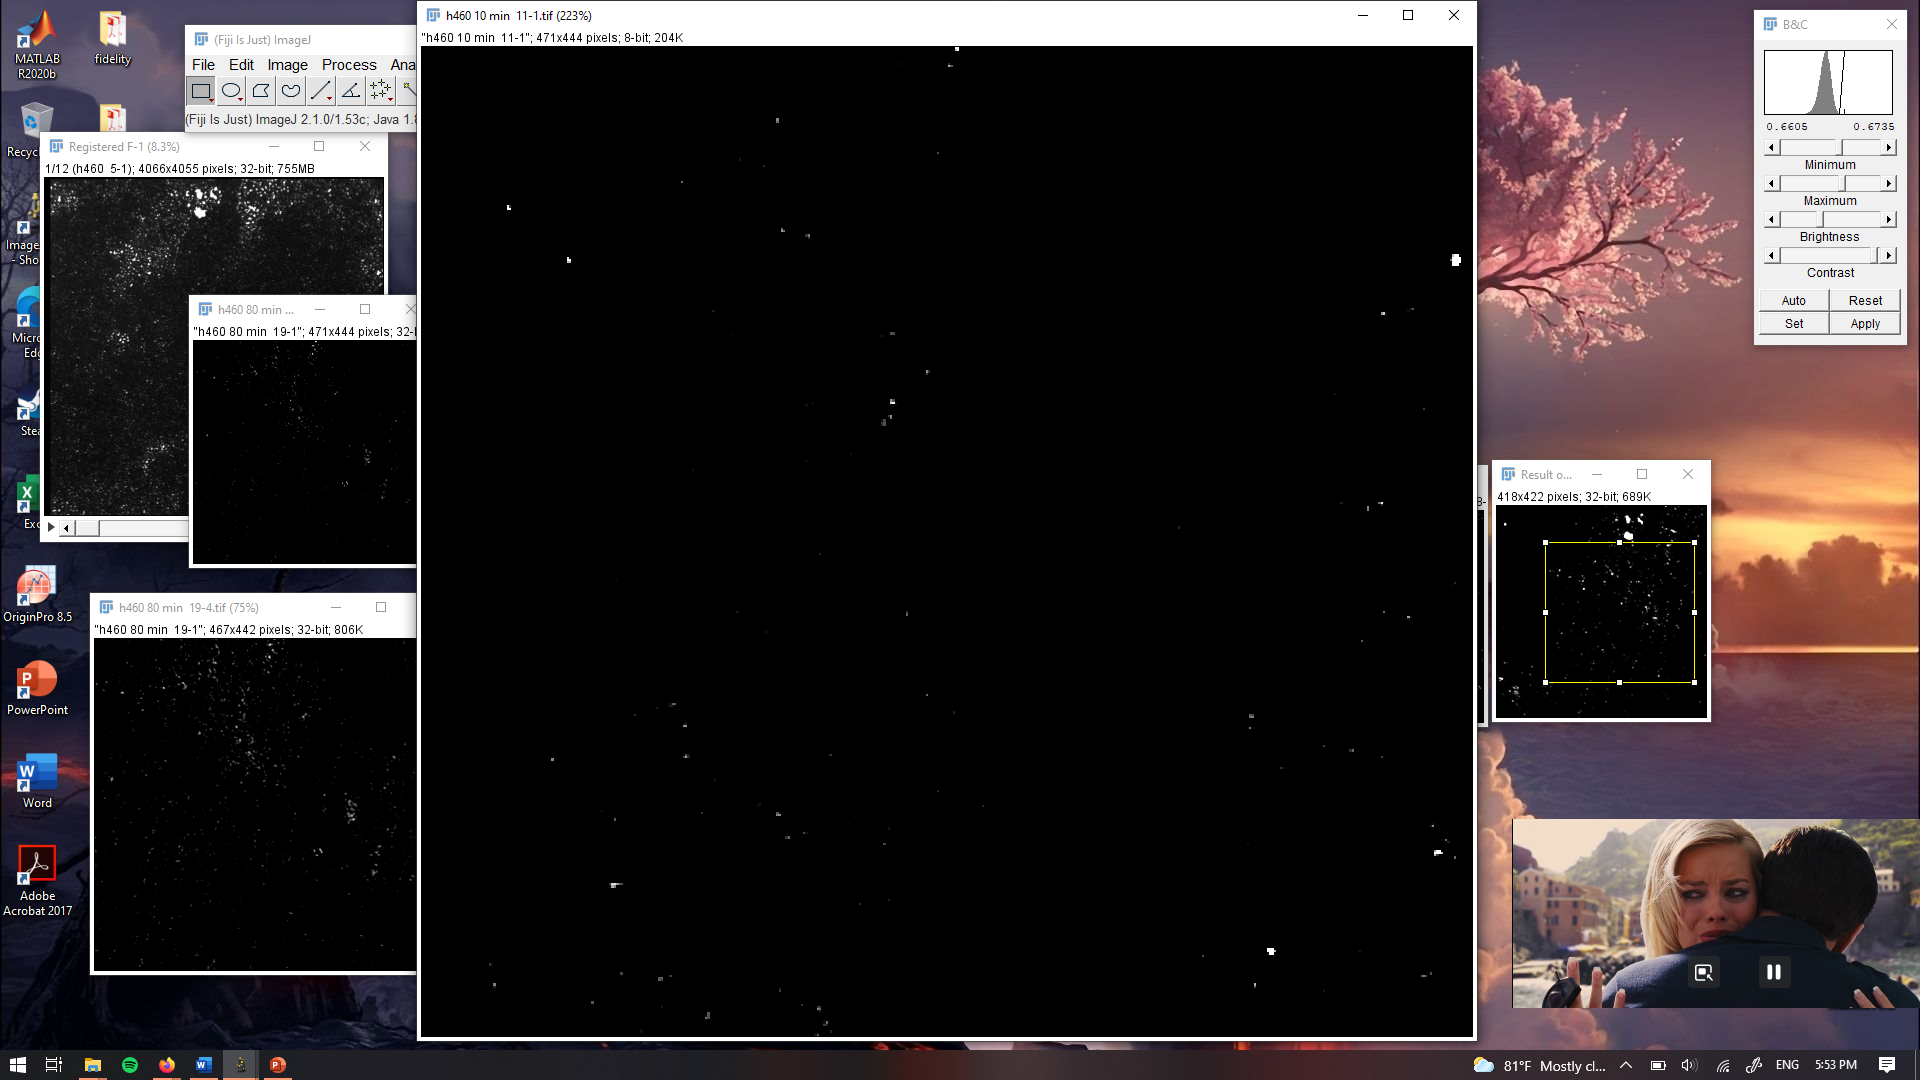 MATLAB
R2020b
fidelity
(Fiji Is Just) ImageJ
File Edit Image Process Ana
(Fiji Is Just) ImageJ 2.1.0/1.53c; Java 1.8
Registered F-1 (8.3%)
1/12 (h460 5-1); 4066x4055 pixels; 32-bit; 755MB
h460 80 min ...
"h460 80 min 19-1"; 471x444 pixels; 32-b
h460 80 min 19-4.tif (75%)
"h460 80 min 19-1"; 467x442 pixels; 32-bit; 806K
h460 10 min 11-1.tif (223%)
"h460 10 min 11-1"; 471x444 pixels; 8-bit; 204K
B&C
0.6605 0.6735
Minimum
Maximum
Brightness
Contrast
Auto Reset
Set Apply
8-
Result o...
418x422 pixels; 32-bit; 689K
Recyc
Image
- Sho
Micro
Edg
Stea
Exc
OriginPro 8.5
PowerPoint
Word
Adobe
Acrobat 2017
81°F Mostly cl...
ENG
5:53 PM